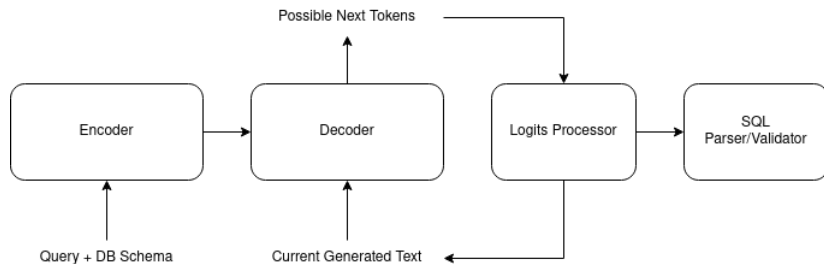 Possible Next Tokens
Encoder
Decoder
Logits Processor
SQL
Parser/Validator
Query + DB Schema
Current Generated Text